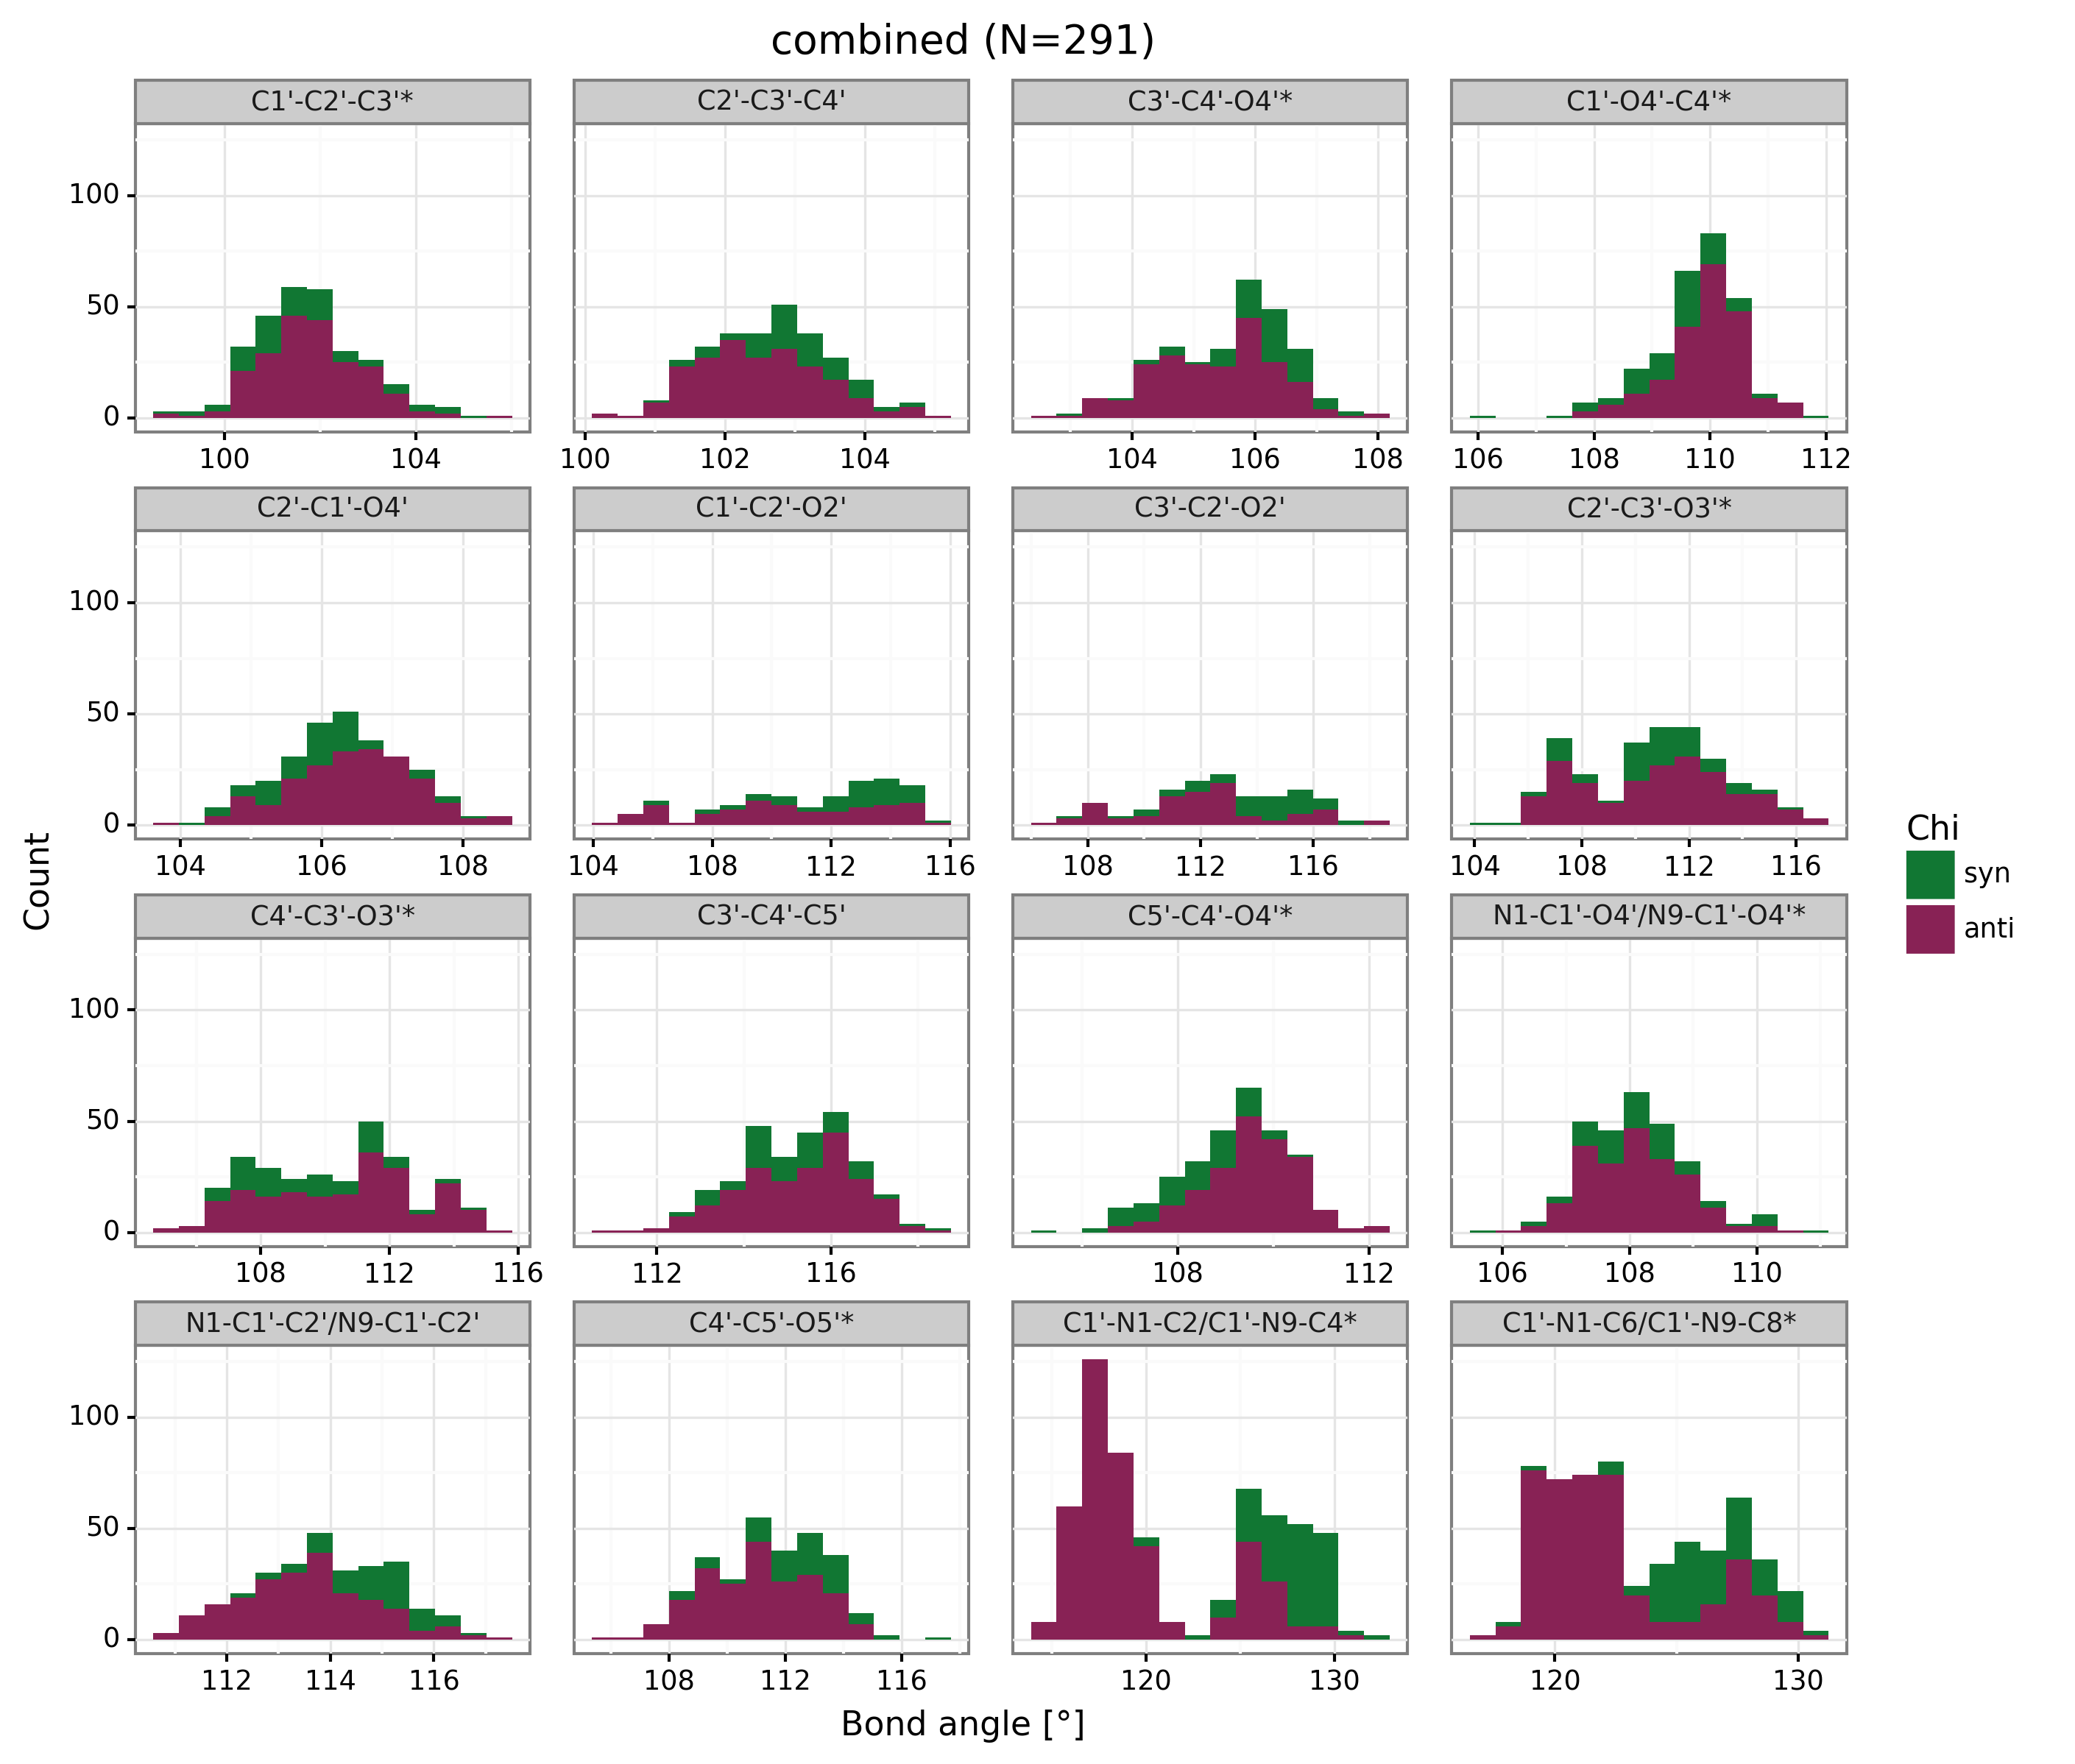 combined (N=291)
C1'-C2'-C3'* C2'-C3'-C4' C3'-C4'-O4'* C1'-O4'-C4'*
100
50
0
100 104 100 102 104 104 106 108 106 108 110 112
C2'-C1'-O4' C1'-C2'-O2' C3'-C2'-O2' C2'-C3'-O3'*
100
50
0
104 106 108 104 108 112 116 108 112 116 104 108 112 116
Chi
syn
anti
Count
C4'-C3'-O3'* C3'-C4'-C5' C5'-C4'-O4'* N1-C1'-O4'/N9-C1'-O4'*
100
50
0
108 112 116 112 116 108 112 106 108 110
N1-C1'-C2'/N9-C1'-C2' C4'-C5'-O5'* C1'-N1-C2/C1'-N9-C4* C1'-N1-C6/C1'-N9-C8*
100
50
0
112 114 116 108 112 116 120 130 120 130
Bond angle [°]